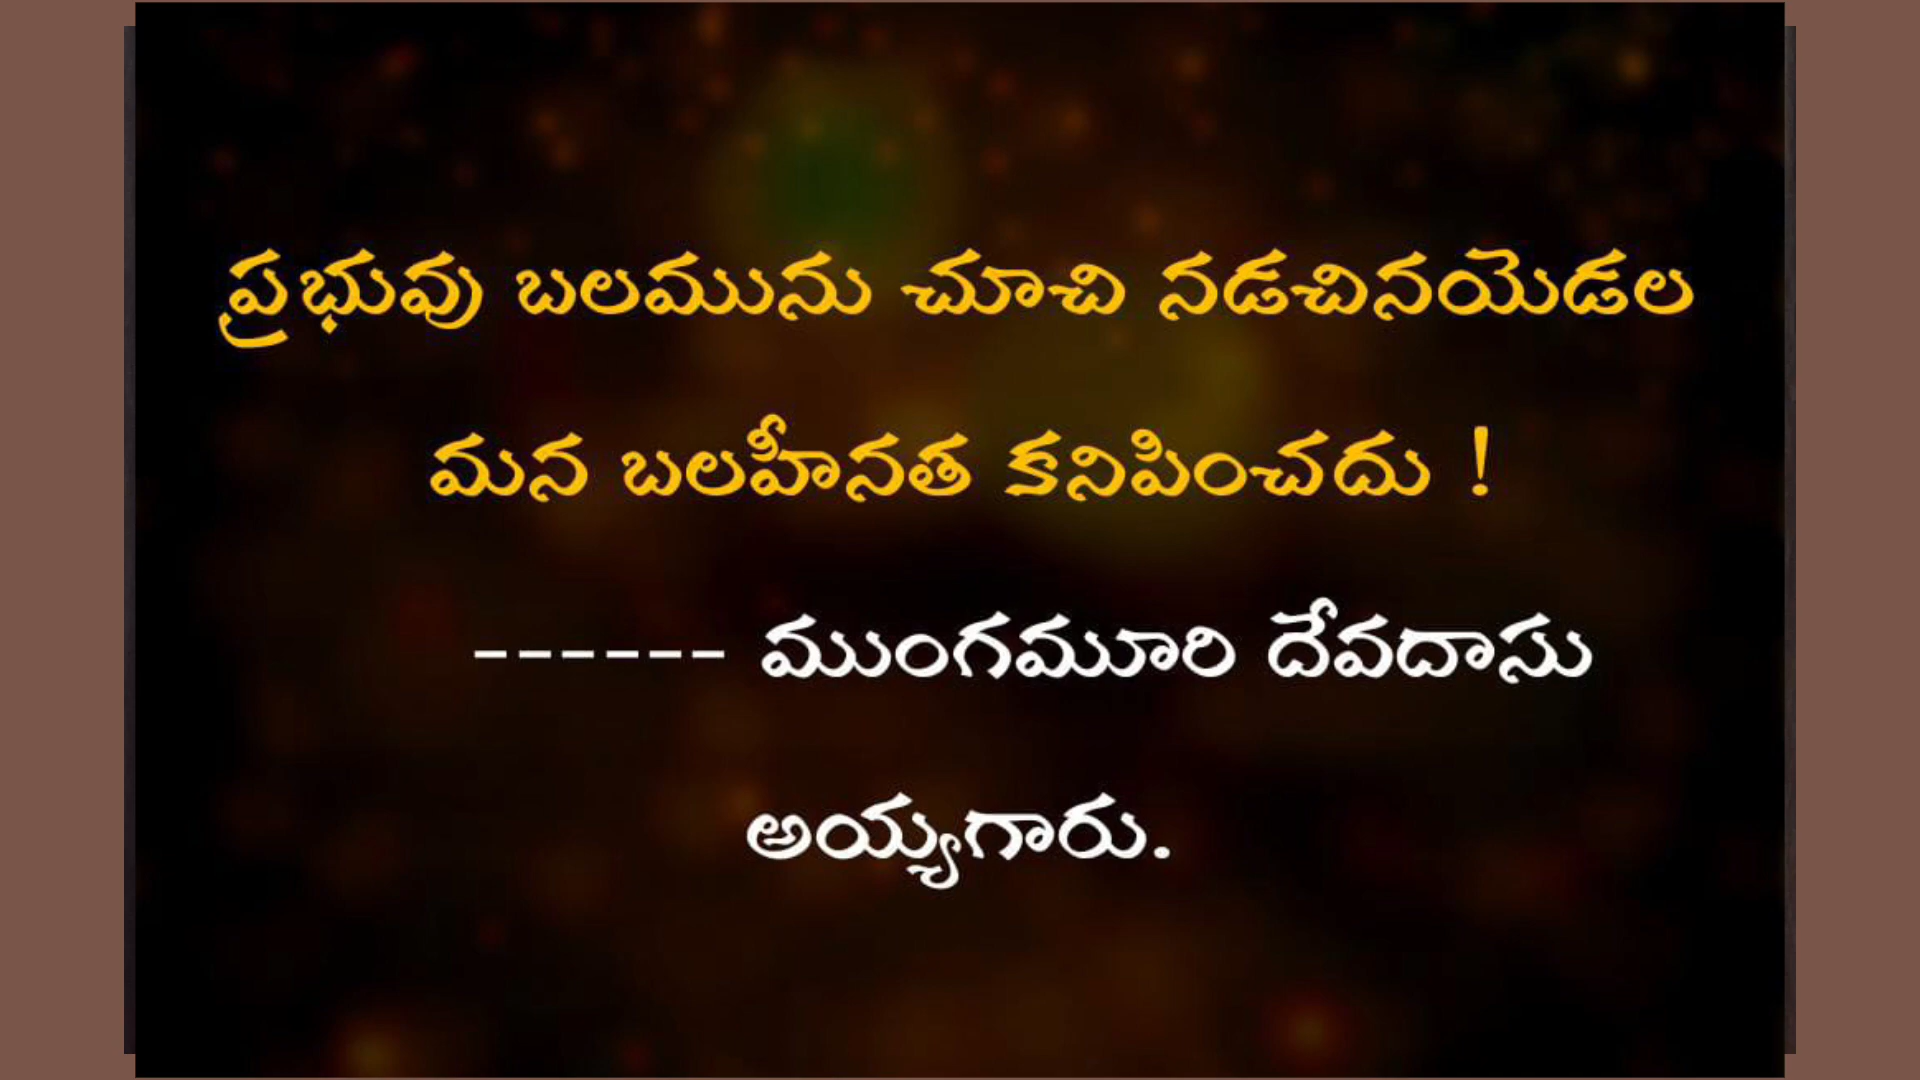 ప్రభువు బలమును చూచి నడచినయెడల
మన బలహీనత కనిపించదు !
------ ముంగమూరి దేవదాసు
అయ్యగారు.